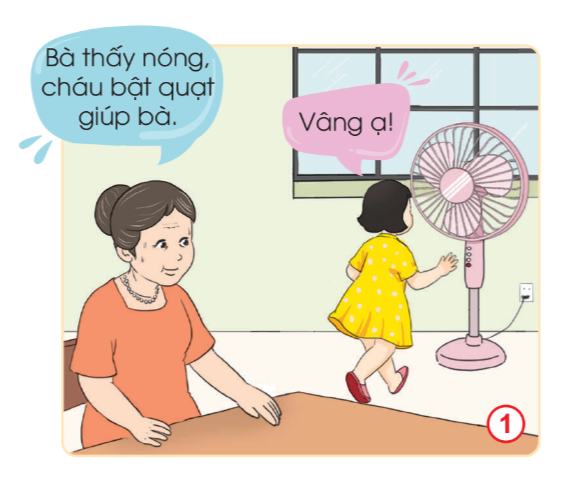 Bà thấy nóng,
cháu bật quạt
giúp bà.
Vâng ạ!
1